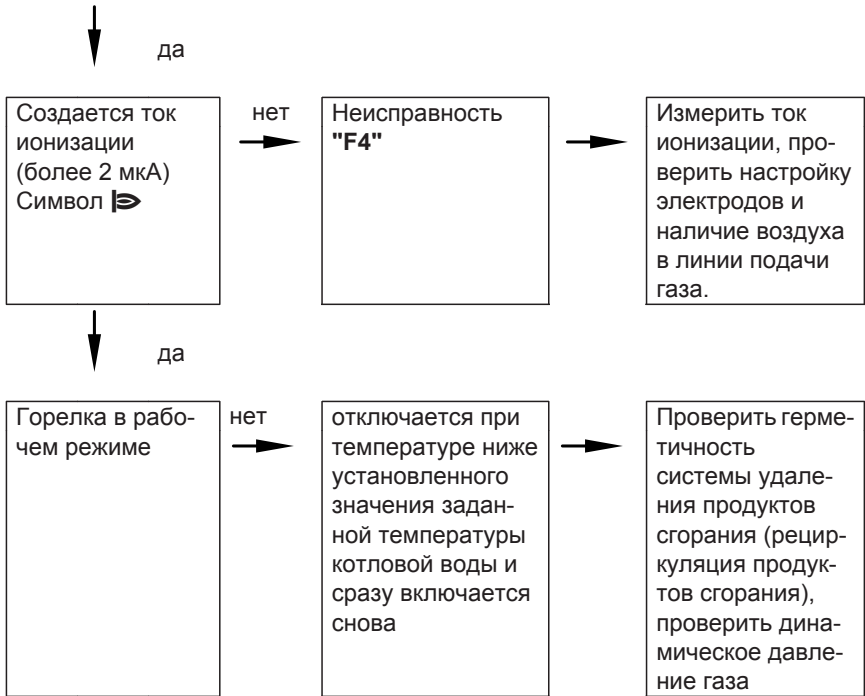 да
Создается ток
ионизации
(более 2 мкА)
Символ
нет
Неисправность
"F4"
Измерить ток
ионизации, про-
верить настройку
электродов и
наличие воздуха
в линии подачи
газа.
да
Горелка в рабо-
чем режиме
нет
отключается при
температуре ниже
установленного
значения задан-
ной температуры
котловой воды и
сразу включается
снова
Проверить герме-
тичность
системы удале-
ния продуктов
сгорания (рецир-
куляция продук-
тов сгорания),
проверить дина-
мическое давле-
ние газа